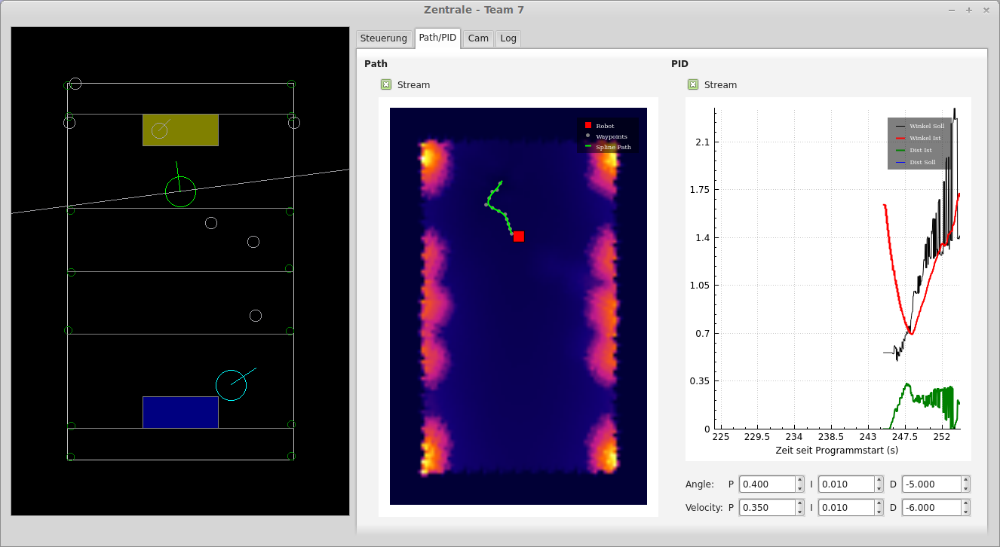 Zentrale - Team 7
Steuerung Path/PID Cam Log
Path
Stream
Robot
Waypoints
Spline Path
PID
Stream
Winkel Soll
Winkel Ist
Dist Ist
Dist Soll
2.1
1.75
1.4
1.05
0.7
0.35
0
225 229.5 234 238.5 243 247.5 252
Zeit seit Programmstart (s)
Angle: P 0.400 I 0.010 D -5.000
Velocity: P 0.350 I 0.010 D -6.000